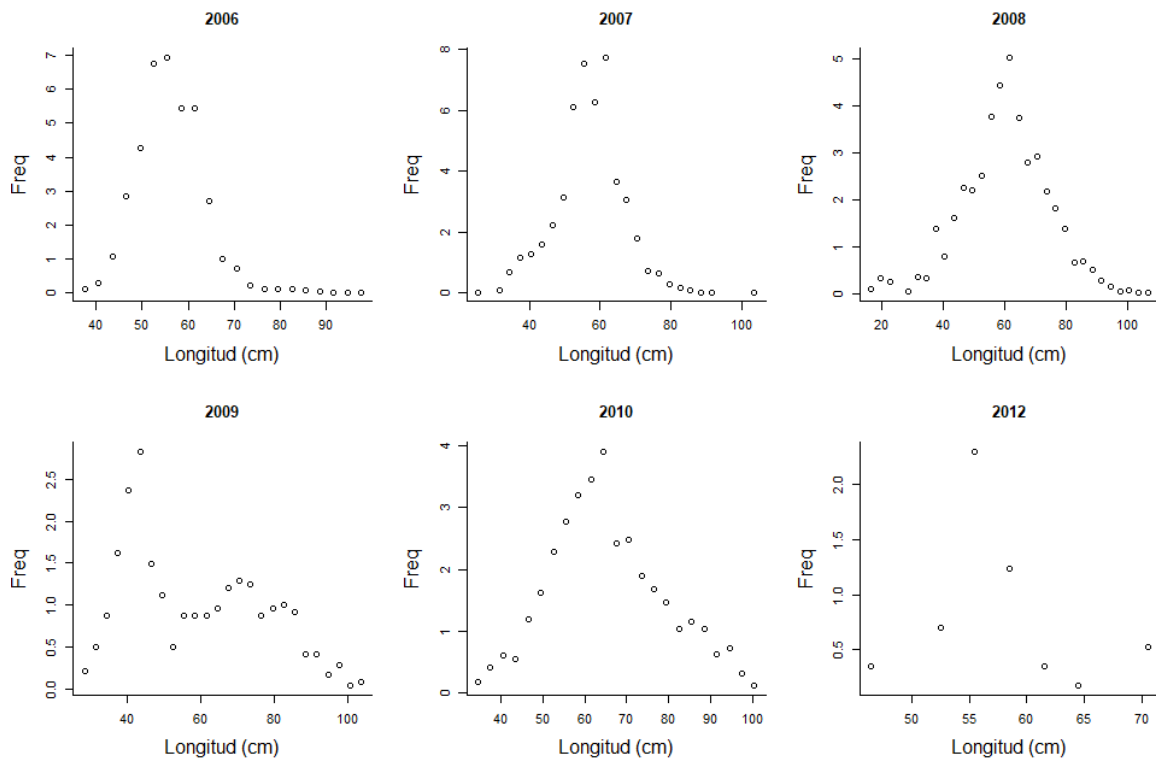 2006
2007
2008
Freq
0 1 2 3 4 5 6 7
40 50 60 70 80 90
Longitud (cm)
Freq
0 2 4 6 8
40 60 80 100
Longitud (cm)
Freq
0 1 2 3 4 5
20 40 60 80 100
Longitud (cm)
2009
2010
2012
Freq
0.0 0.5 1.0 1.5 2.0 2.5
40 60 80 100
Longitud (cm)
Freq
0 1 2 3 4
40 50 60 70 80 90 100
Longitud (cm)
Freq
0.5 1.0 1.5 2.0
50 55 60 65 70
Longitud (cm)